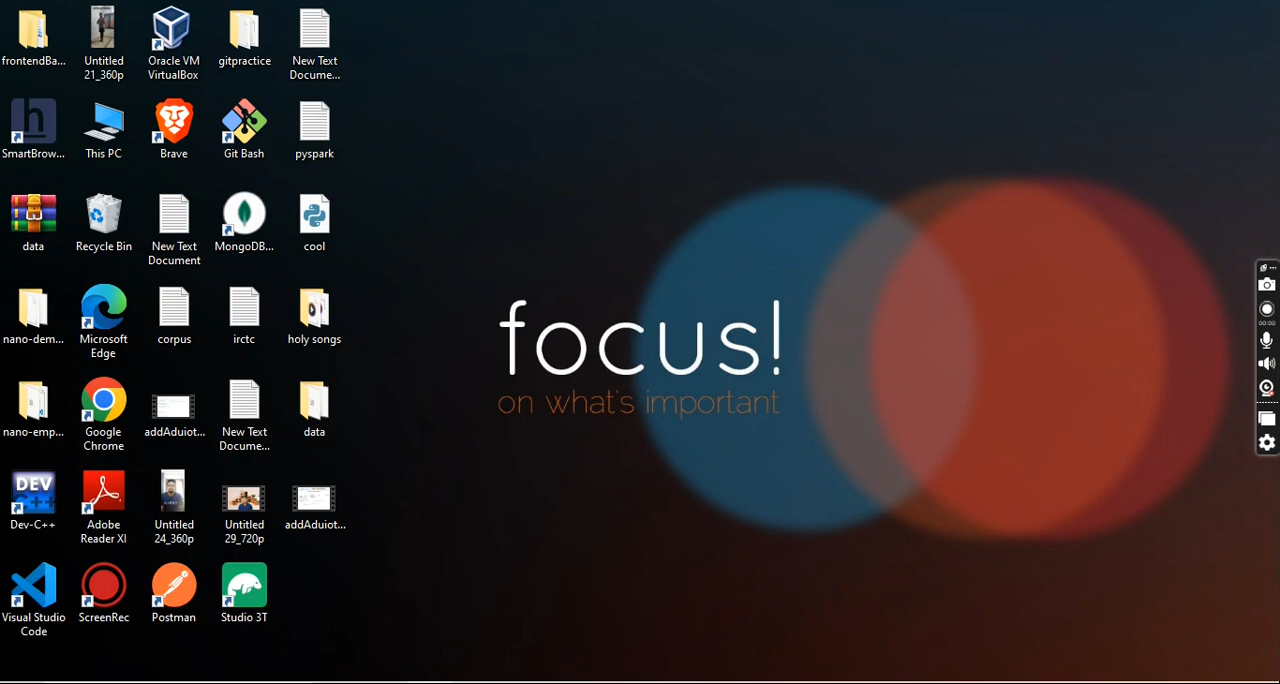 frontendBa...
Untitled
21_360p
Oracle VM
VirtualBox
gitpractice
New Text
Docume...
SmartBrow...
This PC
Brave
Git Bash
pyspark
data
Recycle Bin
New Text
Document
MongoDB...
cool
nano-dem...
Microsoft
Edge
corpus
irctc
holy songs
nano-emp...
Google
Chrome
addAduiot...
New Text
Docume...
data
DEV
C++
Dev-C++
Adobe
Reader XI
Untitled
24_360p
Untitled
29_720p
addAduiot...
Visual Studio
Code
ScreenRec
Postman
Studio 3T
focus!
on what's important
00:00